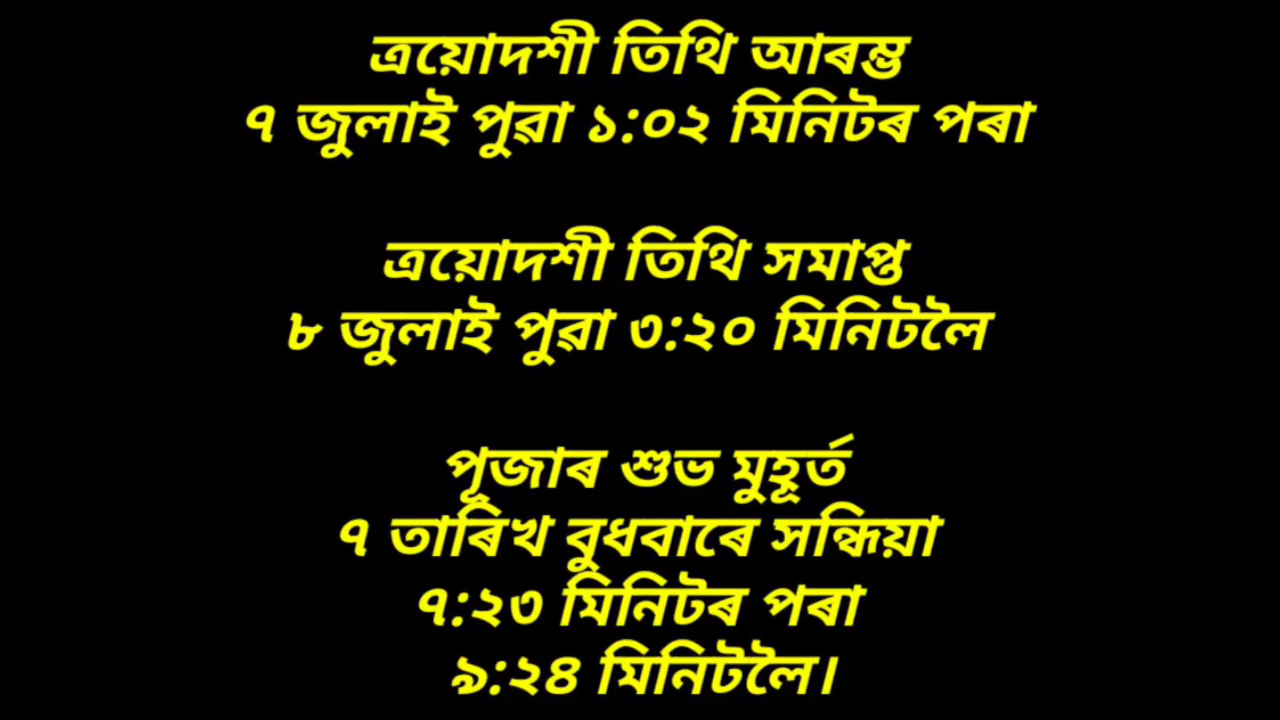 ত্ৰয়োদশী তিথি আৰম্ভ
৭ জুলাই পুৱা ১:০২ মিনিটৰ পৰা
ত্ৰয়োদশী তিথি সমাপ্ত
৮ জুলাই পুৱা ৩:২০ মিনিটলৈ
পূজাৰ শুভ মুহূৰ্ত
৭ তাৰিখ বুধবাৰে সন্ধিয়া
৭:২৩ মিনিটৰ পৰা
৯:২৪ মিনিটলৈ।